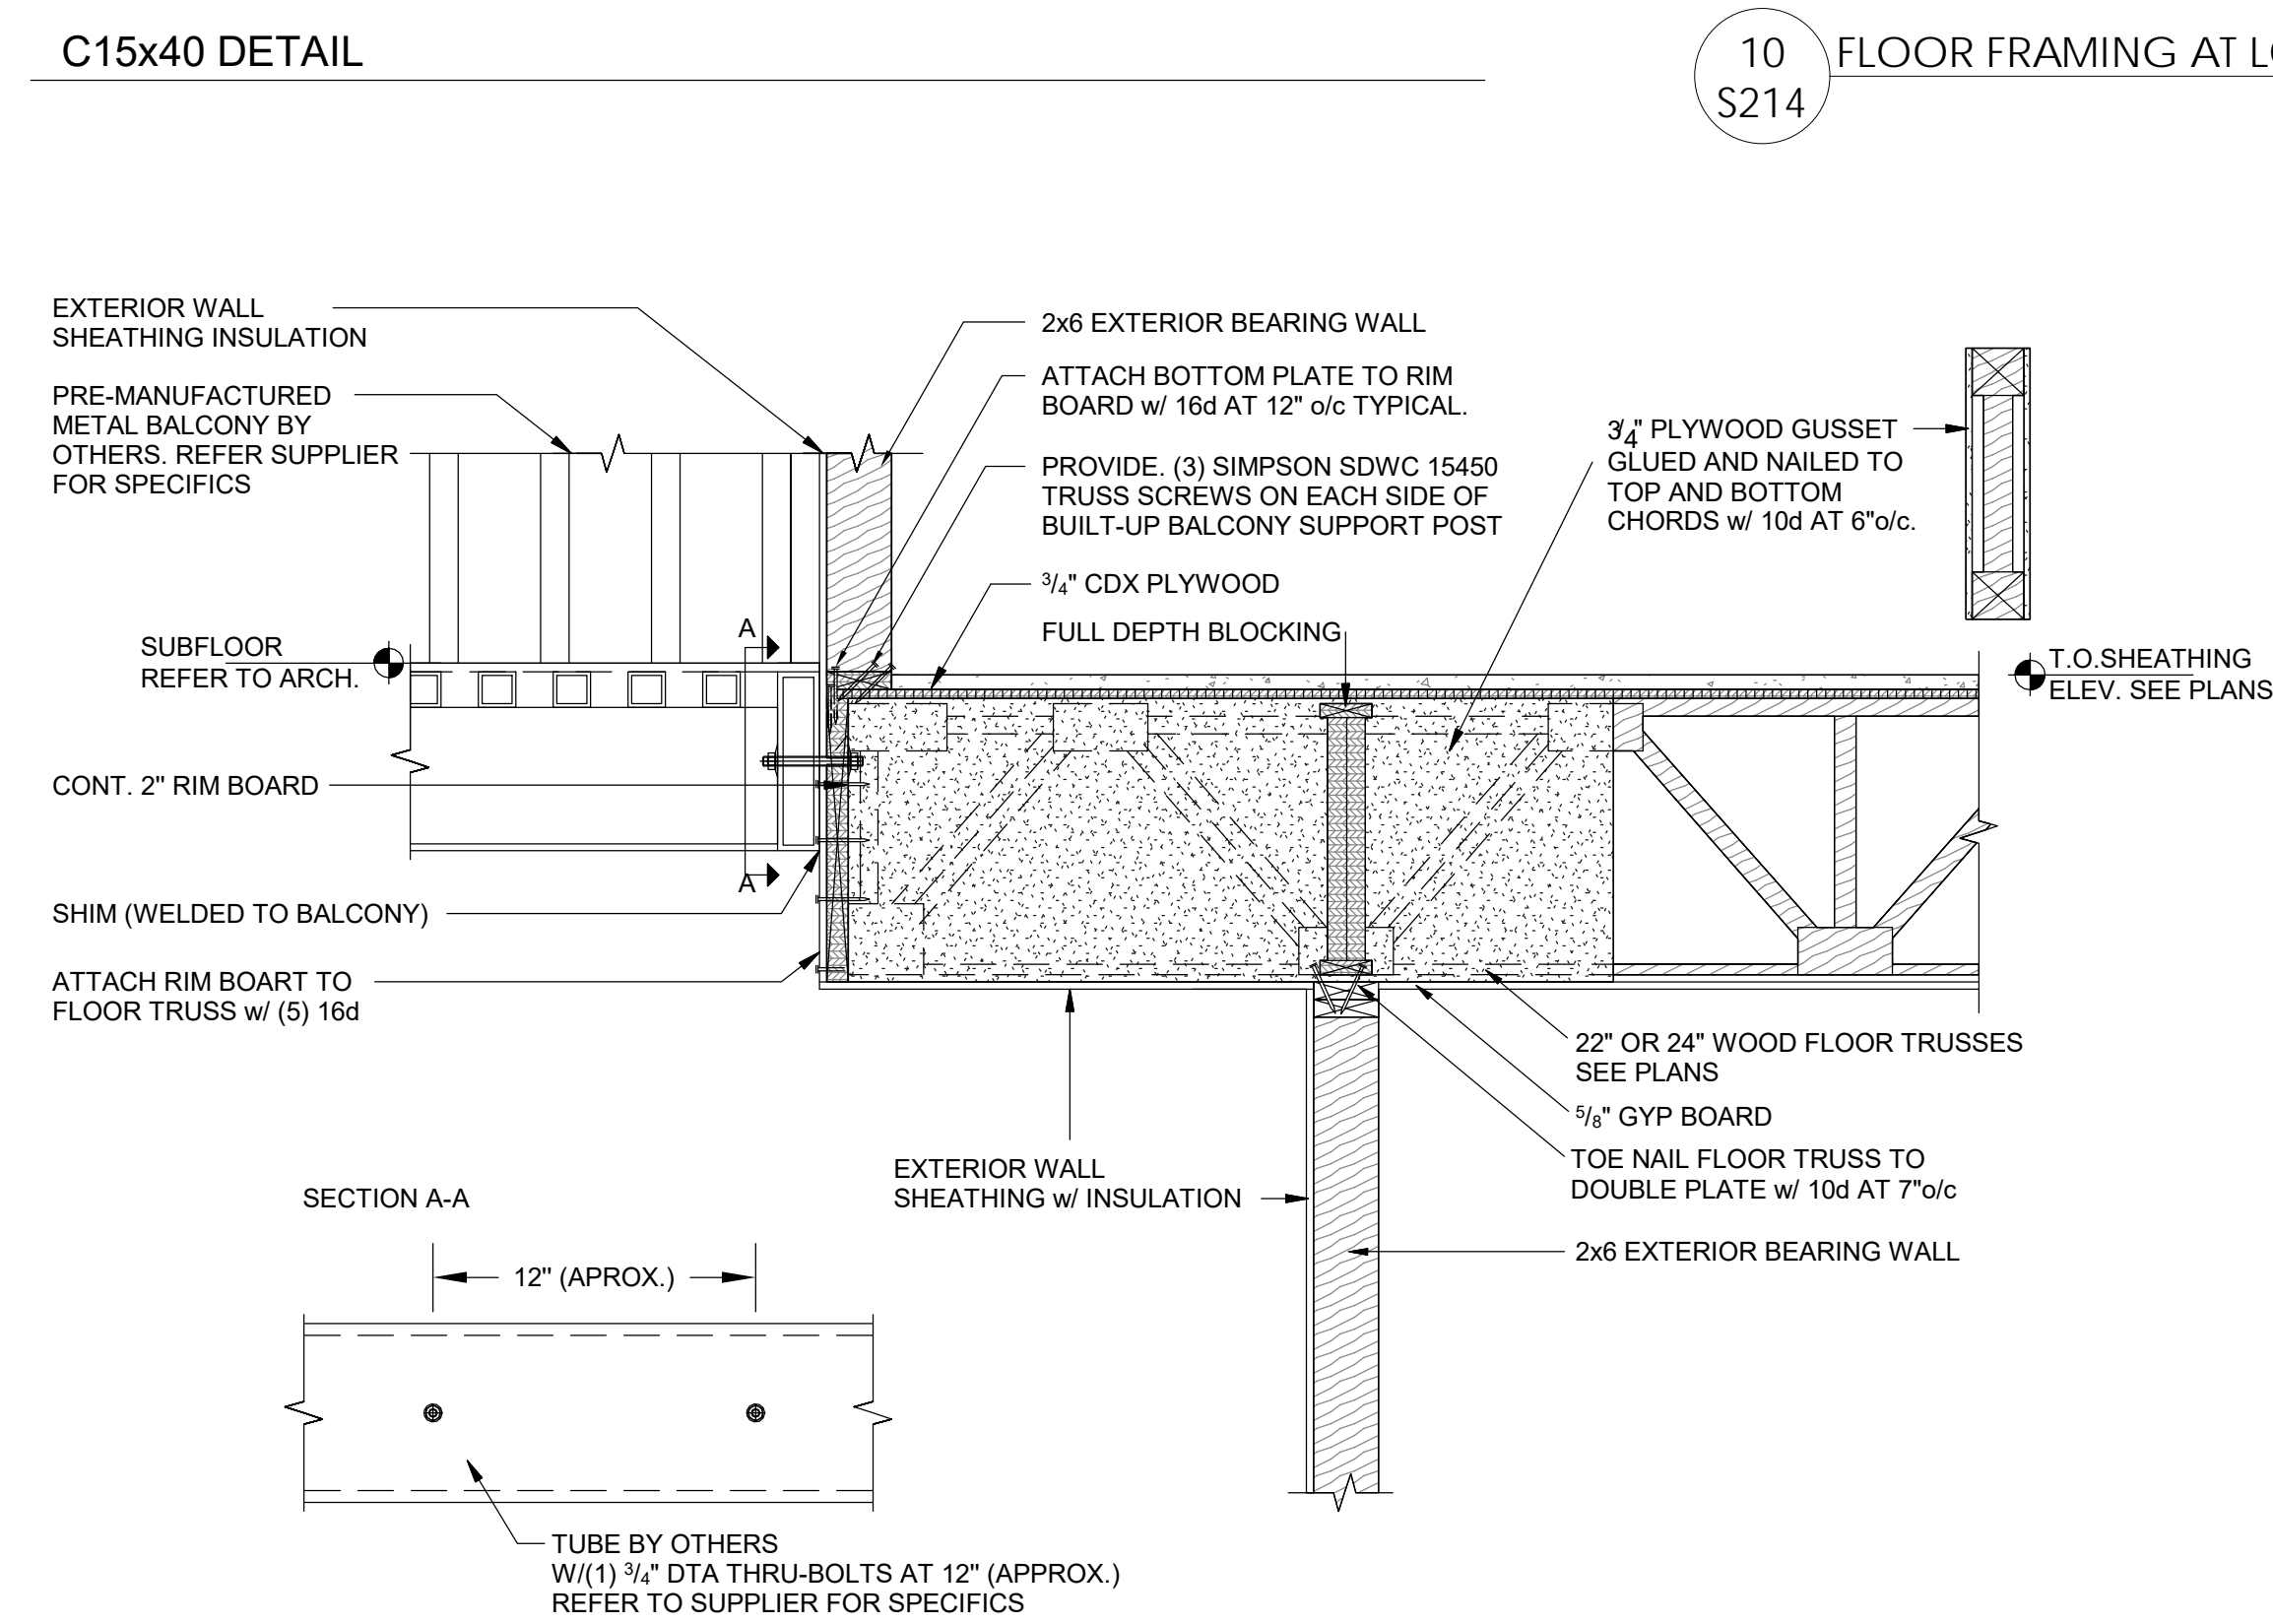 C15x40 DETAIL
10
S214
FLOOR FRAMING AT
EXTERIOR WALL
SHEATHING INSULATION
PRE-MANUFACTURED
METAL BALCONY BY
OTHERS. REFER SUPPLIER
FOR SPECIFICS
SUBFLOOR
REFER TO ARCH.
CONT. 2" RIM BOARD
SHIM (WELDED TO BALCONY)
ATTACH RIM BOART TO
FLOOR TRUSS w/ (5) 16d
A
A
2x6 EXTERIOR BEARING WALL
ATTACH BOTTOM PLATE TO RIM
BOARD w/ 16d AT 12" o/c TYPICAL.
PROVIDE. (3) SIMPSON SDWC 15450
TRUSS SCREWS ON EACH SIDE OF
BUILT-UP BALCONY SUPPORT POST
3/4" CDX PLYWOOD
FULL DEPTH BLOCKING
3/4" PLYWOOD GUSSET
GLUED AND NAILED TO
TOP AND BOTTOM
CHORDS w/ 10d AT 6"o/c.
T.O.SHEATHING
ELEV. SEE PLANS
22" OR 24" WOOD FLOOR TRUSSES
SEE PLANS
5/8" GYP BOARD
TOE NAIL FLOOR TRUSS TO
DOUBLE PLATE w/ 10d AT 7"o/c
2x6 EXTERIOR BEARING WALL
EXTERIOR WALL
SHEATHING w/ INSULATION
SECTION A-A
12" (APROX.)
TUBE BY OTHERS
W/(1) 3/4" DTA THRU-BOLTS AT 12" (APPROX.)
REFER TO SUPPLIER FOR SPECIFICS